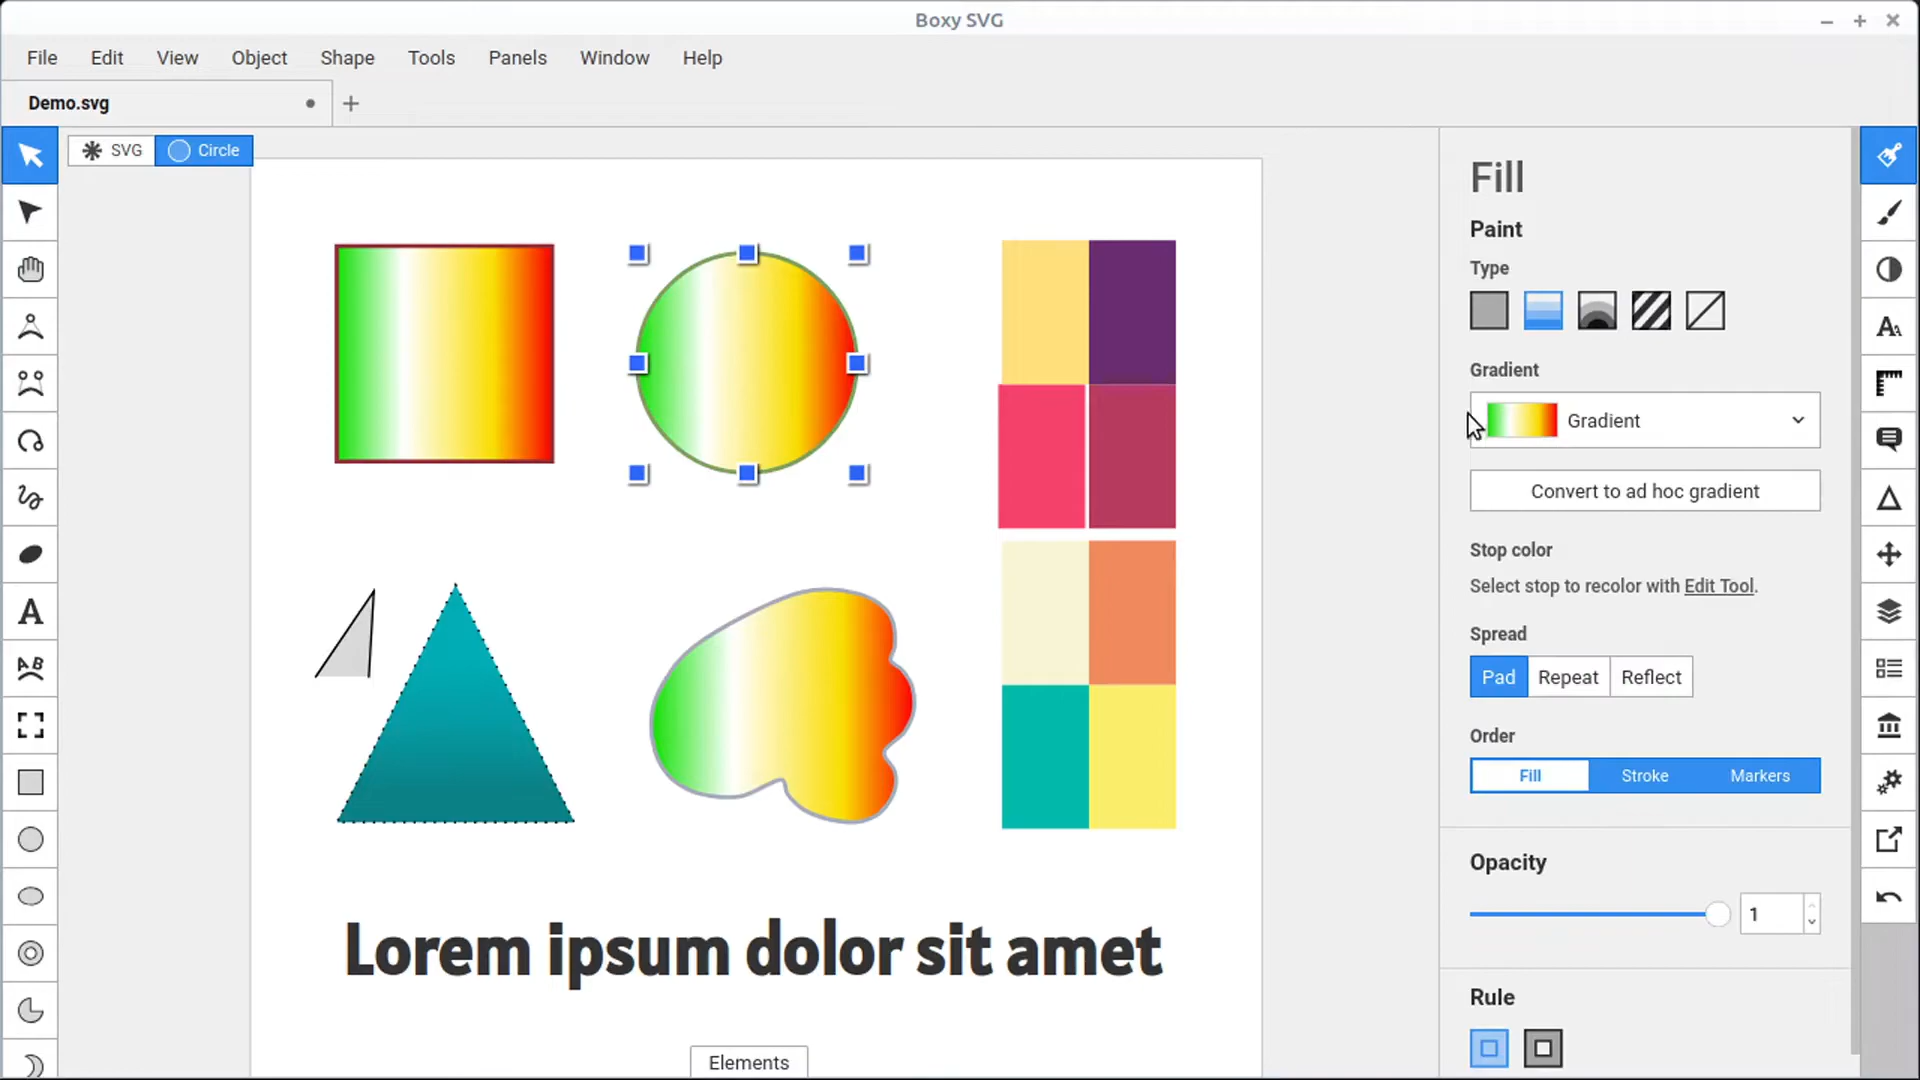 Boxy SVG
File Edit View Object Shape Tools Panels Window Help
Demo.svg
SVG Circle
Fill
Paint
Type
Gradient
Gradient
Convert to ad hoc gradient
Stop color
Select stop to recolor with Edit Tool.
Spread
Pad Repeat Reflect
Order
Fill Stroke Markers
Opacity
1
Rule
Lorem ipsum dolor sit amet
Elements